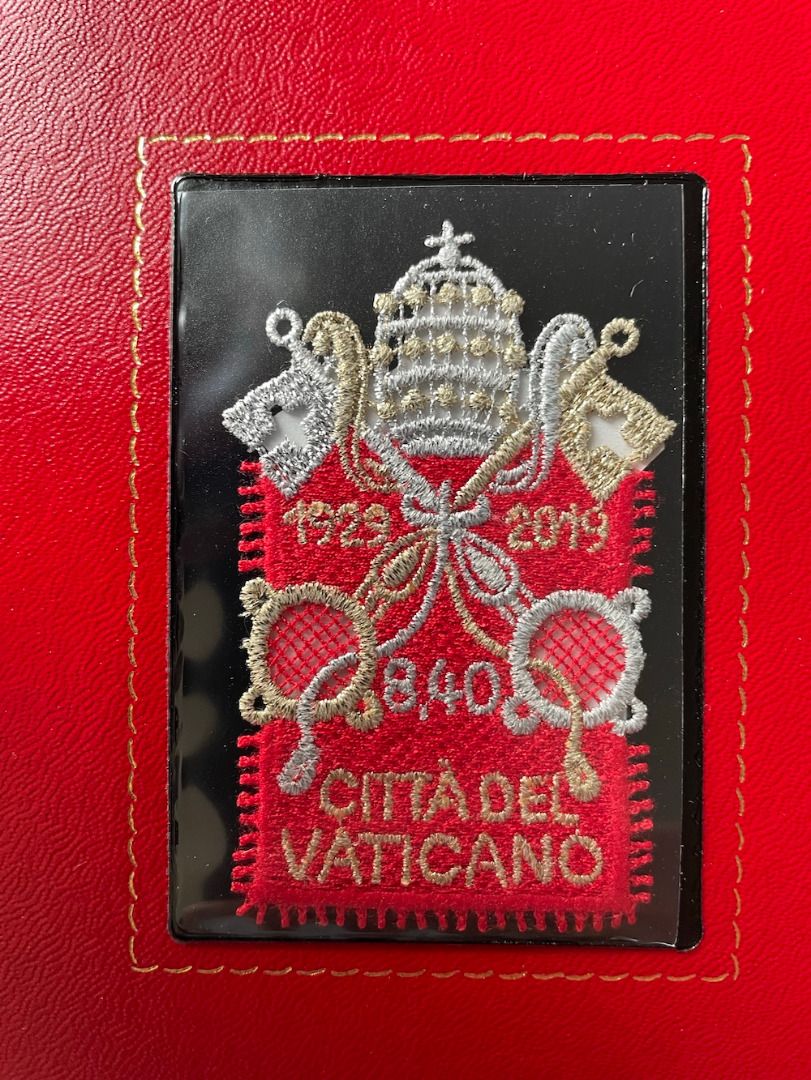 1929 2019
8,40
CITTÀ DEL
VATICANO